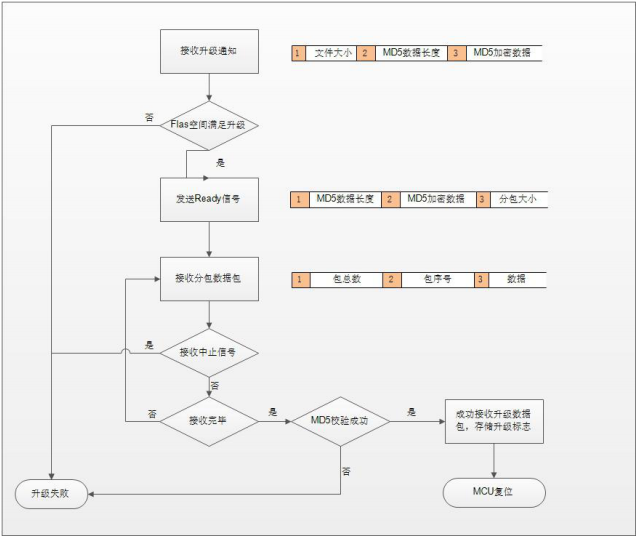 接收升级通知
1 文件大小 2 MD5数据长度 3 MD5加密数据
否
Flas空间满足升级
是
发送Ready信号
1 MD5数据长度 2 MD5加密数据 3 分包大小
接收分包数据包
1 包总数 2 包序号 3 数据
是
接收中止信号
否
否
接收完毕
是
MD5校验成功
是
成功接收升级数据
包，存储升级标志
否
升级失败
MCU复位